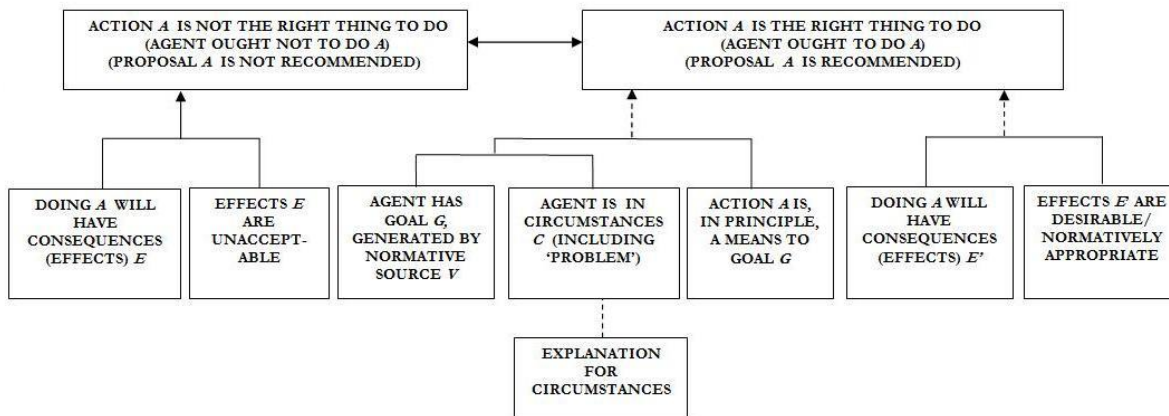 ACTION A IS NOT THE RIGHT THING TO DO
(AGENT OUGHT NOT TO DO A)
(PROPOSAL A IS NOT RECOMMENDED)
ACTION A IS THE RIGHT THING TO DO
(AGENT OUGHT TO DO A)
(PROPOSAL A IS RECOMMENDED)
DOING A WILL
HAVE
CONSEQUENCES
(EFFECTS) E
EFFECTS E
ARE
UNACCEPT-
ABLE
AGENT HAS
GOAL G,
GENERATED BY
NORMATIVE
SOURCE V
AGENT IS IN
CIRCUMSTANCES
C (INCLUDING
‘PROBLEM’)
ACTION A IS,
IN PRINCIPLE,
A MEANS TO
GOAL G
DOING A WILL
HAVE
CONSEQUENCES
(EFFECTS) E’
EFFECTS E’ ARE
DESIRABLE/
NORMATIVELY
APPROPRIATE
EXPLANATION
FOR
CIRCUMSTANCES